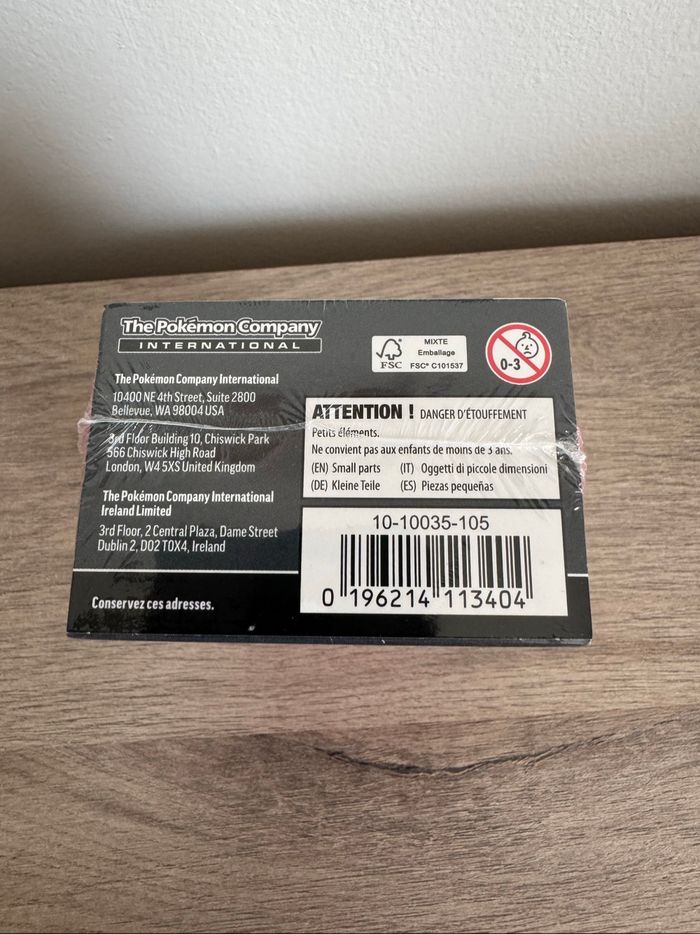 The Pokémon Company
INTERNATIONAL
The Pokémon Company International
10400 NE 4th Street, Suite 2800
Bellevue, WA 98004 USA
3rd Floor Building 10, Chiswick Park
566 Chiswick High Road
London, W4 5XS United Kingdom
The Pokémon Company International
Ireland Limited
3rd Floor, 2 Central Plaza, Dame Street
Dublin 2, D02 T0X4, Ireland
Conservez ces adresses.
FSC
MIXTE
Emballage
FSC® C101537
0-3
ATTENTION ! DANGER D'ÉTOUFFEMENT
Petits éléments.
Ne convient pas aux enfants de moins de 3 ans.
(EN) Small parts (IT) Oggetti di piccole dimensioni
(DE) Kleine Teile (ES) Piezas pequeñas
10-10035-105
0 196214 113404